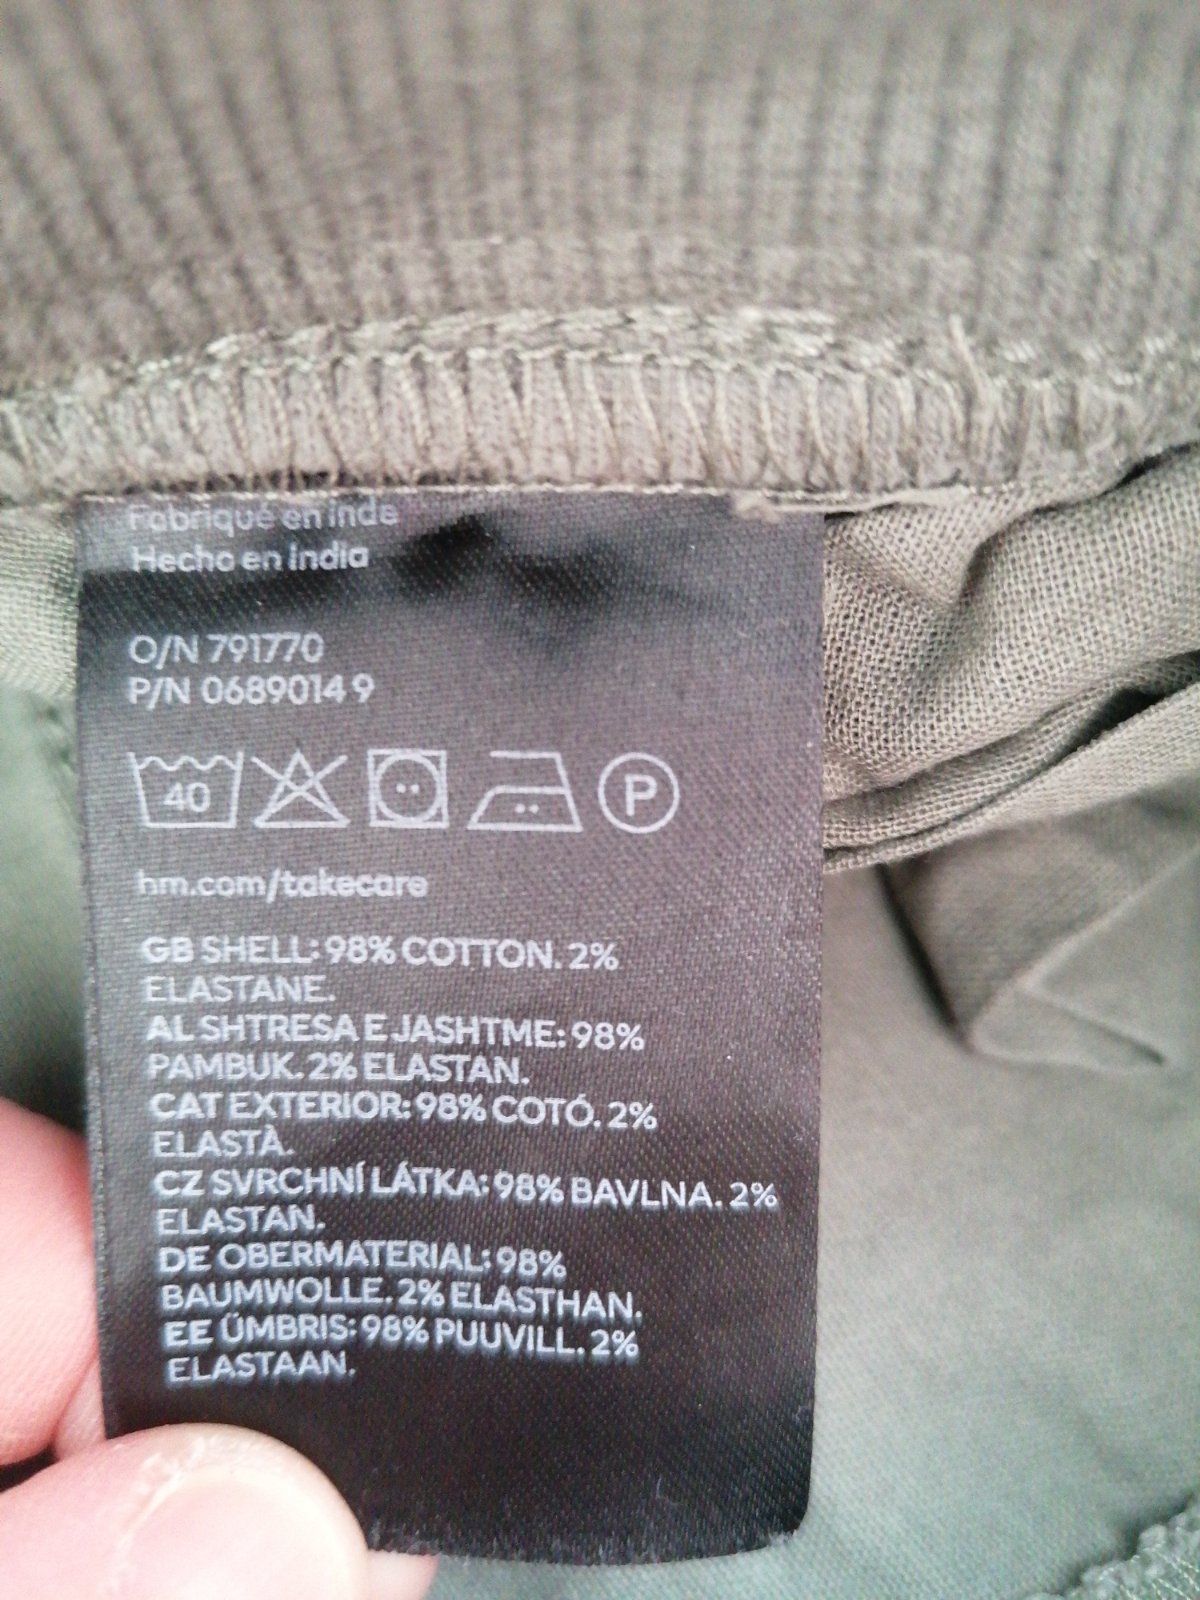 Fabriqué en Inde
Hecho en India
O/N 791770
P/N 0689014 9
40
P
hm.com/takecare
GB SHELL: 98% COTTON. 2%
ELASTANE.
AL SHTRESA E JASHTME: 98%
PAMBUK. 2% ELASTAN.
CAT EXTERIOR: 98% COTÓ. 2%
ELASTÀ.
CZ SVRCHNÍ LÁTKA: 98% BAVLNA. 2%
ELASTAN.
DE OBERMATERIAL: 98%
BAUMWOLLE. 2% ELASTHAN.
EE ÜMBRIS: 98% PUUVILL. 2%
ELASTAAN.